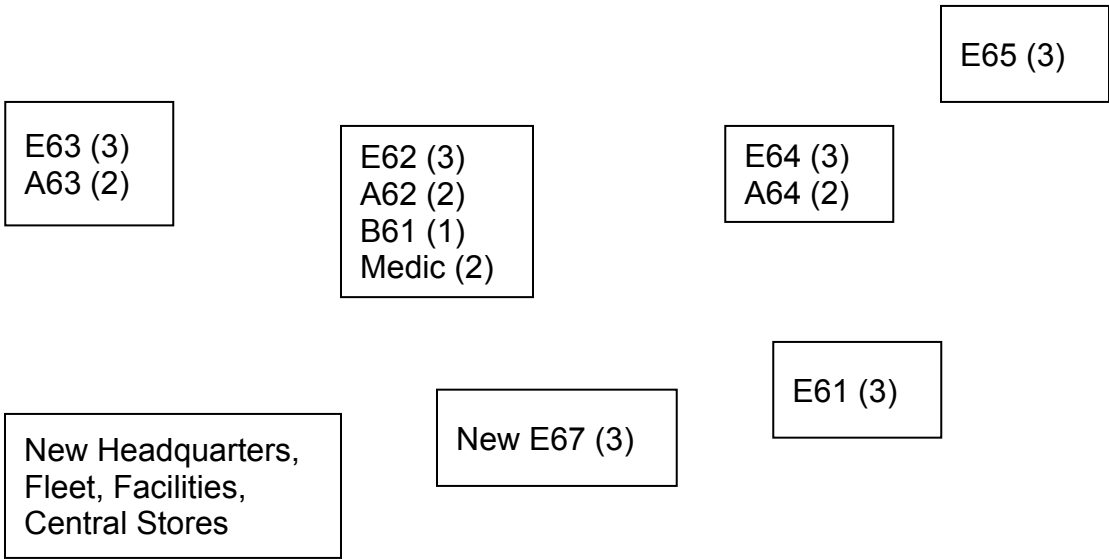 E65 (3)
E63 (3)
A63 (2)
E62 (3)
A62 (2)
B61 (1)
Medic (2)
E64 (3)
A64 (2)
E61 (3)
New E67 (3)
New Headquarters,
Fleet, Facilities,
Central Stores